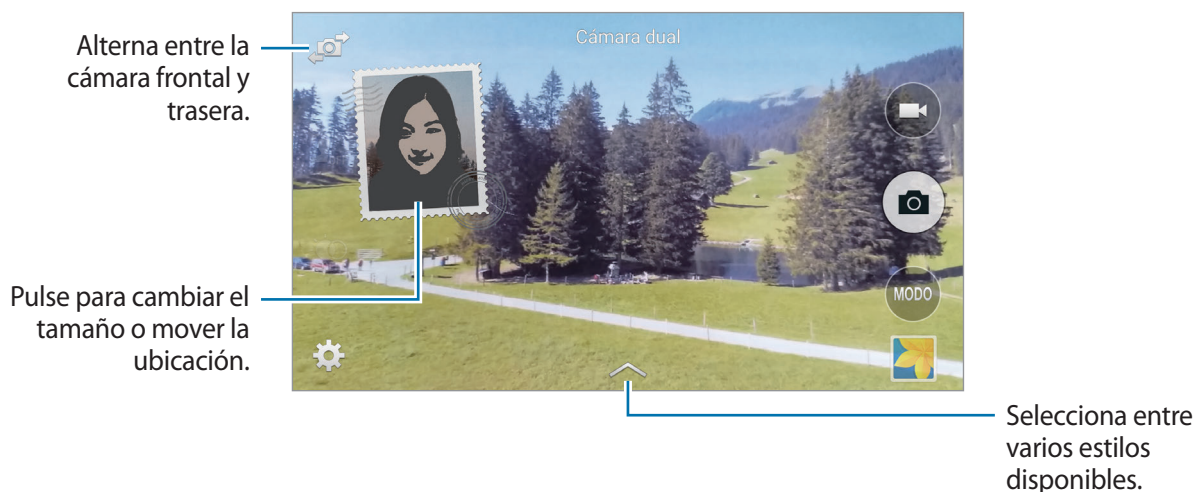 Alterna entre la
cámara frontal y
trasera.
Cámara dual
Pulse para cambiar el
tamaño o mover la
ubicación.
MODO
Selecciona entre
varios estilos
disponibles.